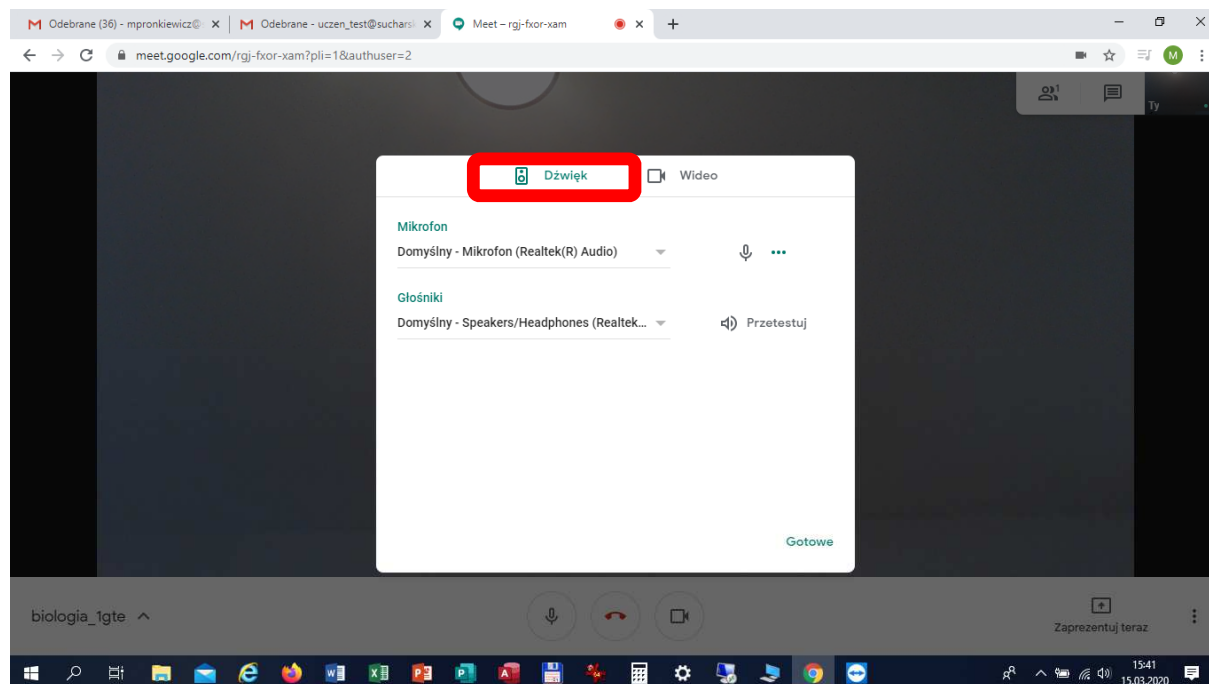 Odebrane (36) - mpronkiewicz@
Odebrane - uczen_test@suchars
Meet – rgj-fxor-xam
meet.google.com/rgj-fxor-xam?pli=1&authuser=2
M
1
Ty
Dźwięk
Wideo
Mikrofon
Domyślny - Mikrofon (Realtek(R) Audio)
Głośniki
Domyślny - Speakers/Headphones (Realtek...
Przetestuj
Gotowe
biologia_1gte
Zaprezentuj teraz
15:41
15.03.2020